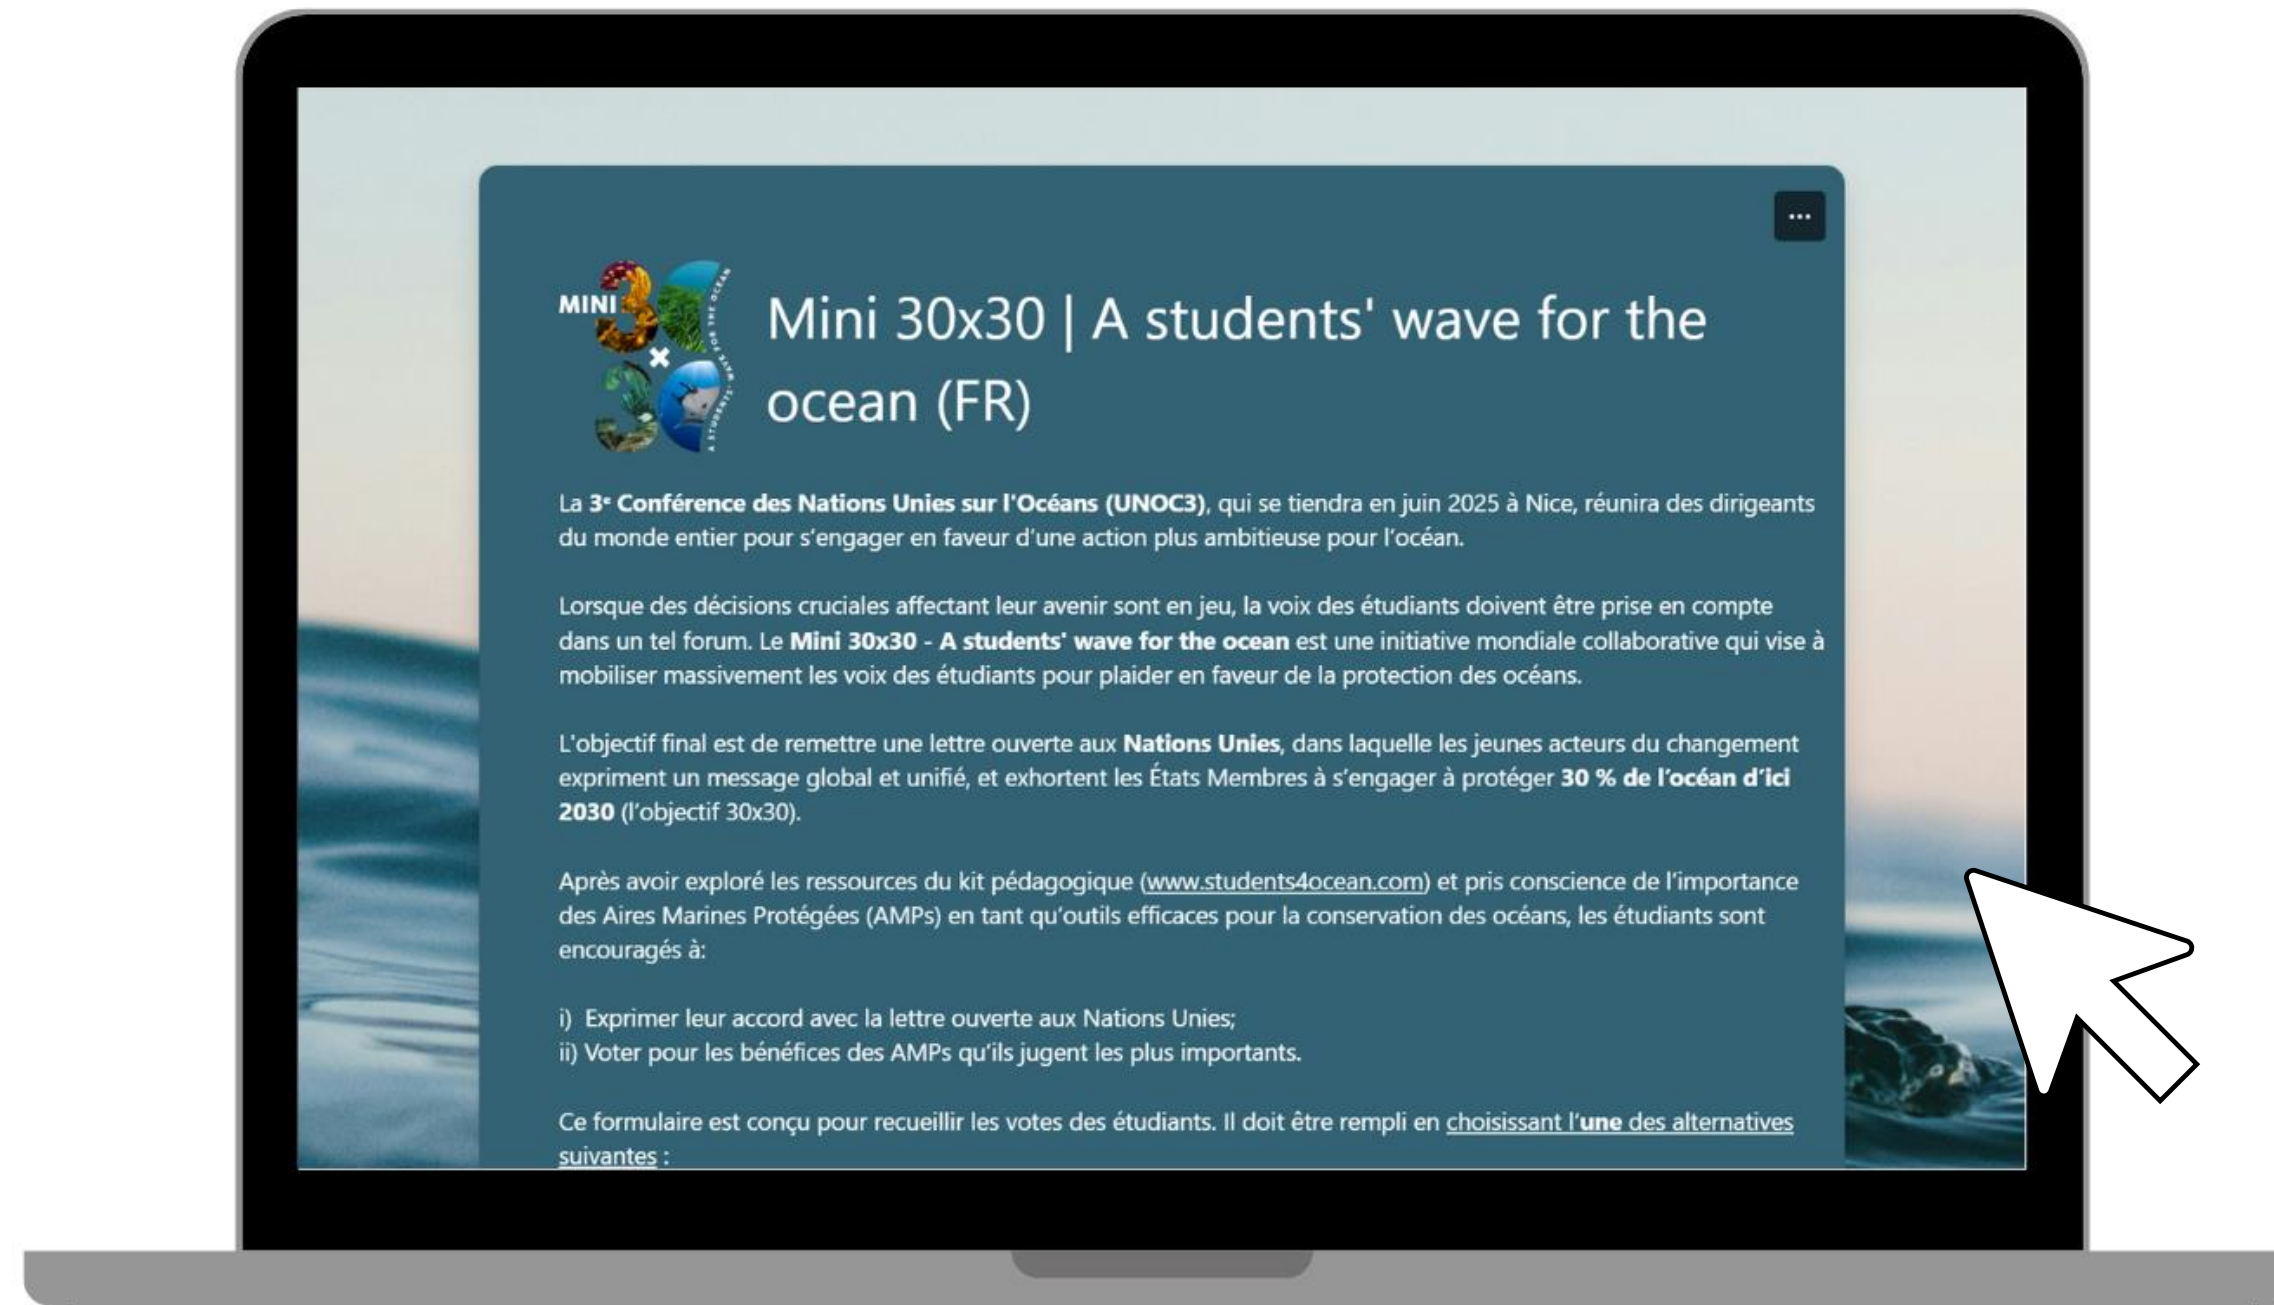 ...
MINI
A STUDENTS' WAVE FOR THE OCEAN
Mini 30x30 | A students' wave for the
ocean (FR)
La 3e Conférence des Nations Unies sur l'Océans (UNOC3), qui se tiendra en juin 2025 à Nice, réunira des dirigeants
du monde entier pour s'engager en faveur d'une action plus ambitieuse pour l'océan.
Lorsque des décisions cruciales affectant leur avenir sont en jeu, la voix des étudiants doivent être prise en compte
dans un tel forum. Le Mini 30x30 - A students' wave for the ocean est une initiative mondiale collaborative qui vise à
mobiliser massivement les voix des étudiants pour plaider en faveur de la protection des océans.
L'objectif final est de remettre une lettre ouverte aux Nations Unies, dans laquelle les jeunes acteurs du changement
expriment un message global et unifié, et exhortent les États Membres à s'engager à protéger 30 % de l'océan d'ici
2030 (l'objectif 30x30).
Après avoir exploré les ressources du kit pédagogique (www.students4ocean.com) et pris conscience de l'importance
des Aires Marines Protégées (AMPs) en tant qu'outils efficaces pour la conservation des océans, les étudiants sont
encouragés à:
i) Exprimer leur accord avec la lettre ouverte aux Nations Unies;
ii) Voter pour les bénéfices des AMPs qu'ils jugent les plus importants.
Ce formulaire est conçu pour recueillir les votes des étudiants. Il doit être rempli en choisissant l'une des alternatives
suivantes :